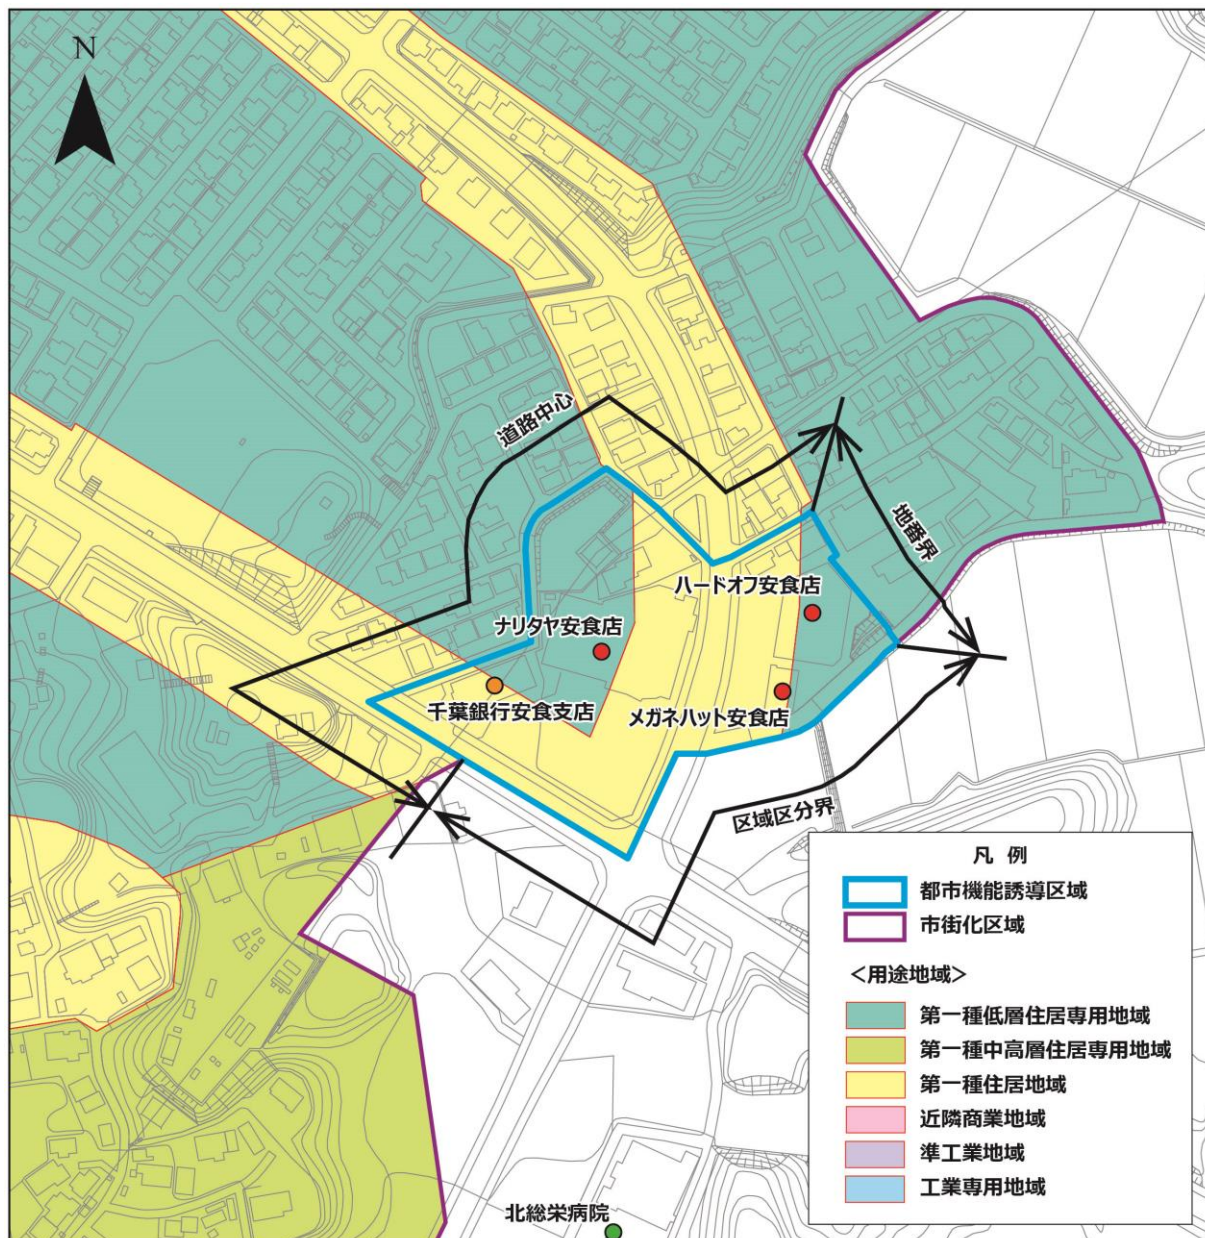 N
道路中心
地番界
ハードオフ安食店
ナリタヤ安食店
千葉銀行安食支店
メガネハット安食店
区域区分界
凡 例
都市機能誘導区域
市街化区域
＜用途地域＞
第一種低層住居専用地域
第一種中高層住居専用地域
第一種住居地域
近隣商業地域
準工業地域
工業専用地域
北総栄病院